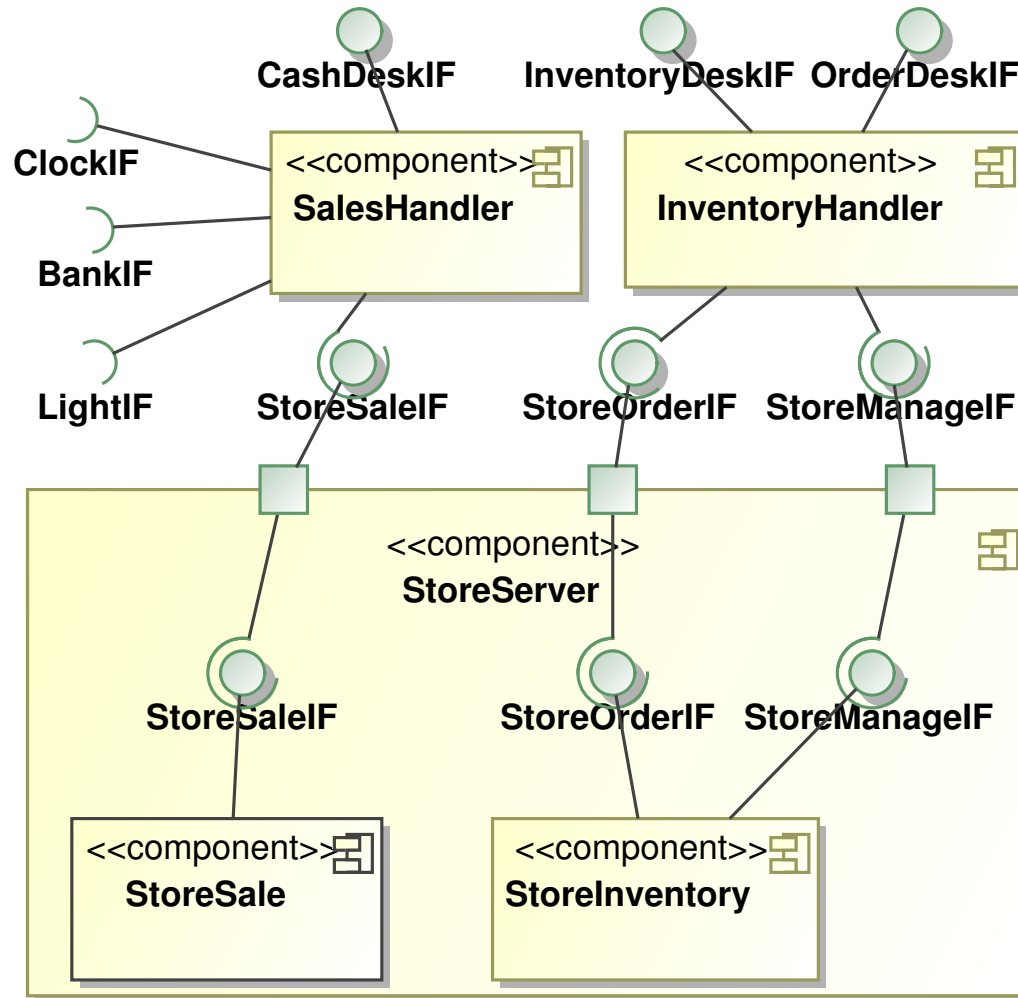 CashDeskIF
InventoryDeskIF
OrderDeskIF
ClockIF
<<component>>
SalesHandler
<<component>>
InventoryHandler
BankIF
LightIF
StoreSaleIF
StoreOrderIF
StoreManageIF
<<component>>
StoreServer
StoreSaleIF
StoreOrderIF
StoreManageIF
<<component>>
StoreSale
<<component>>
StoreInventory